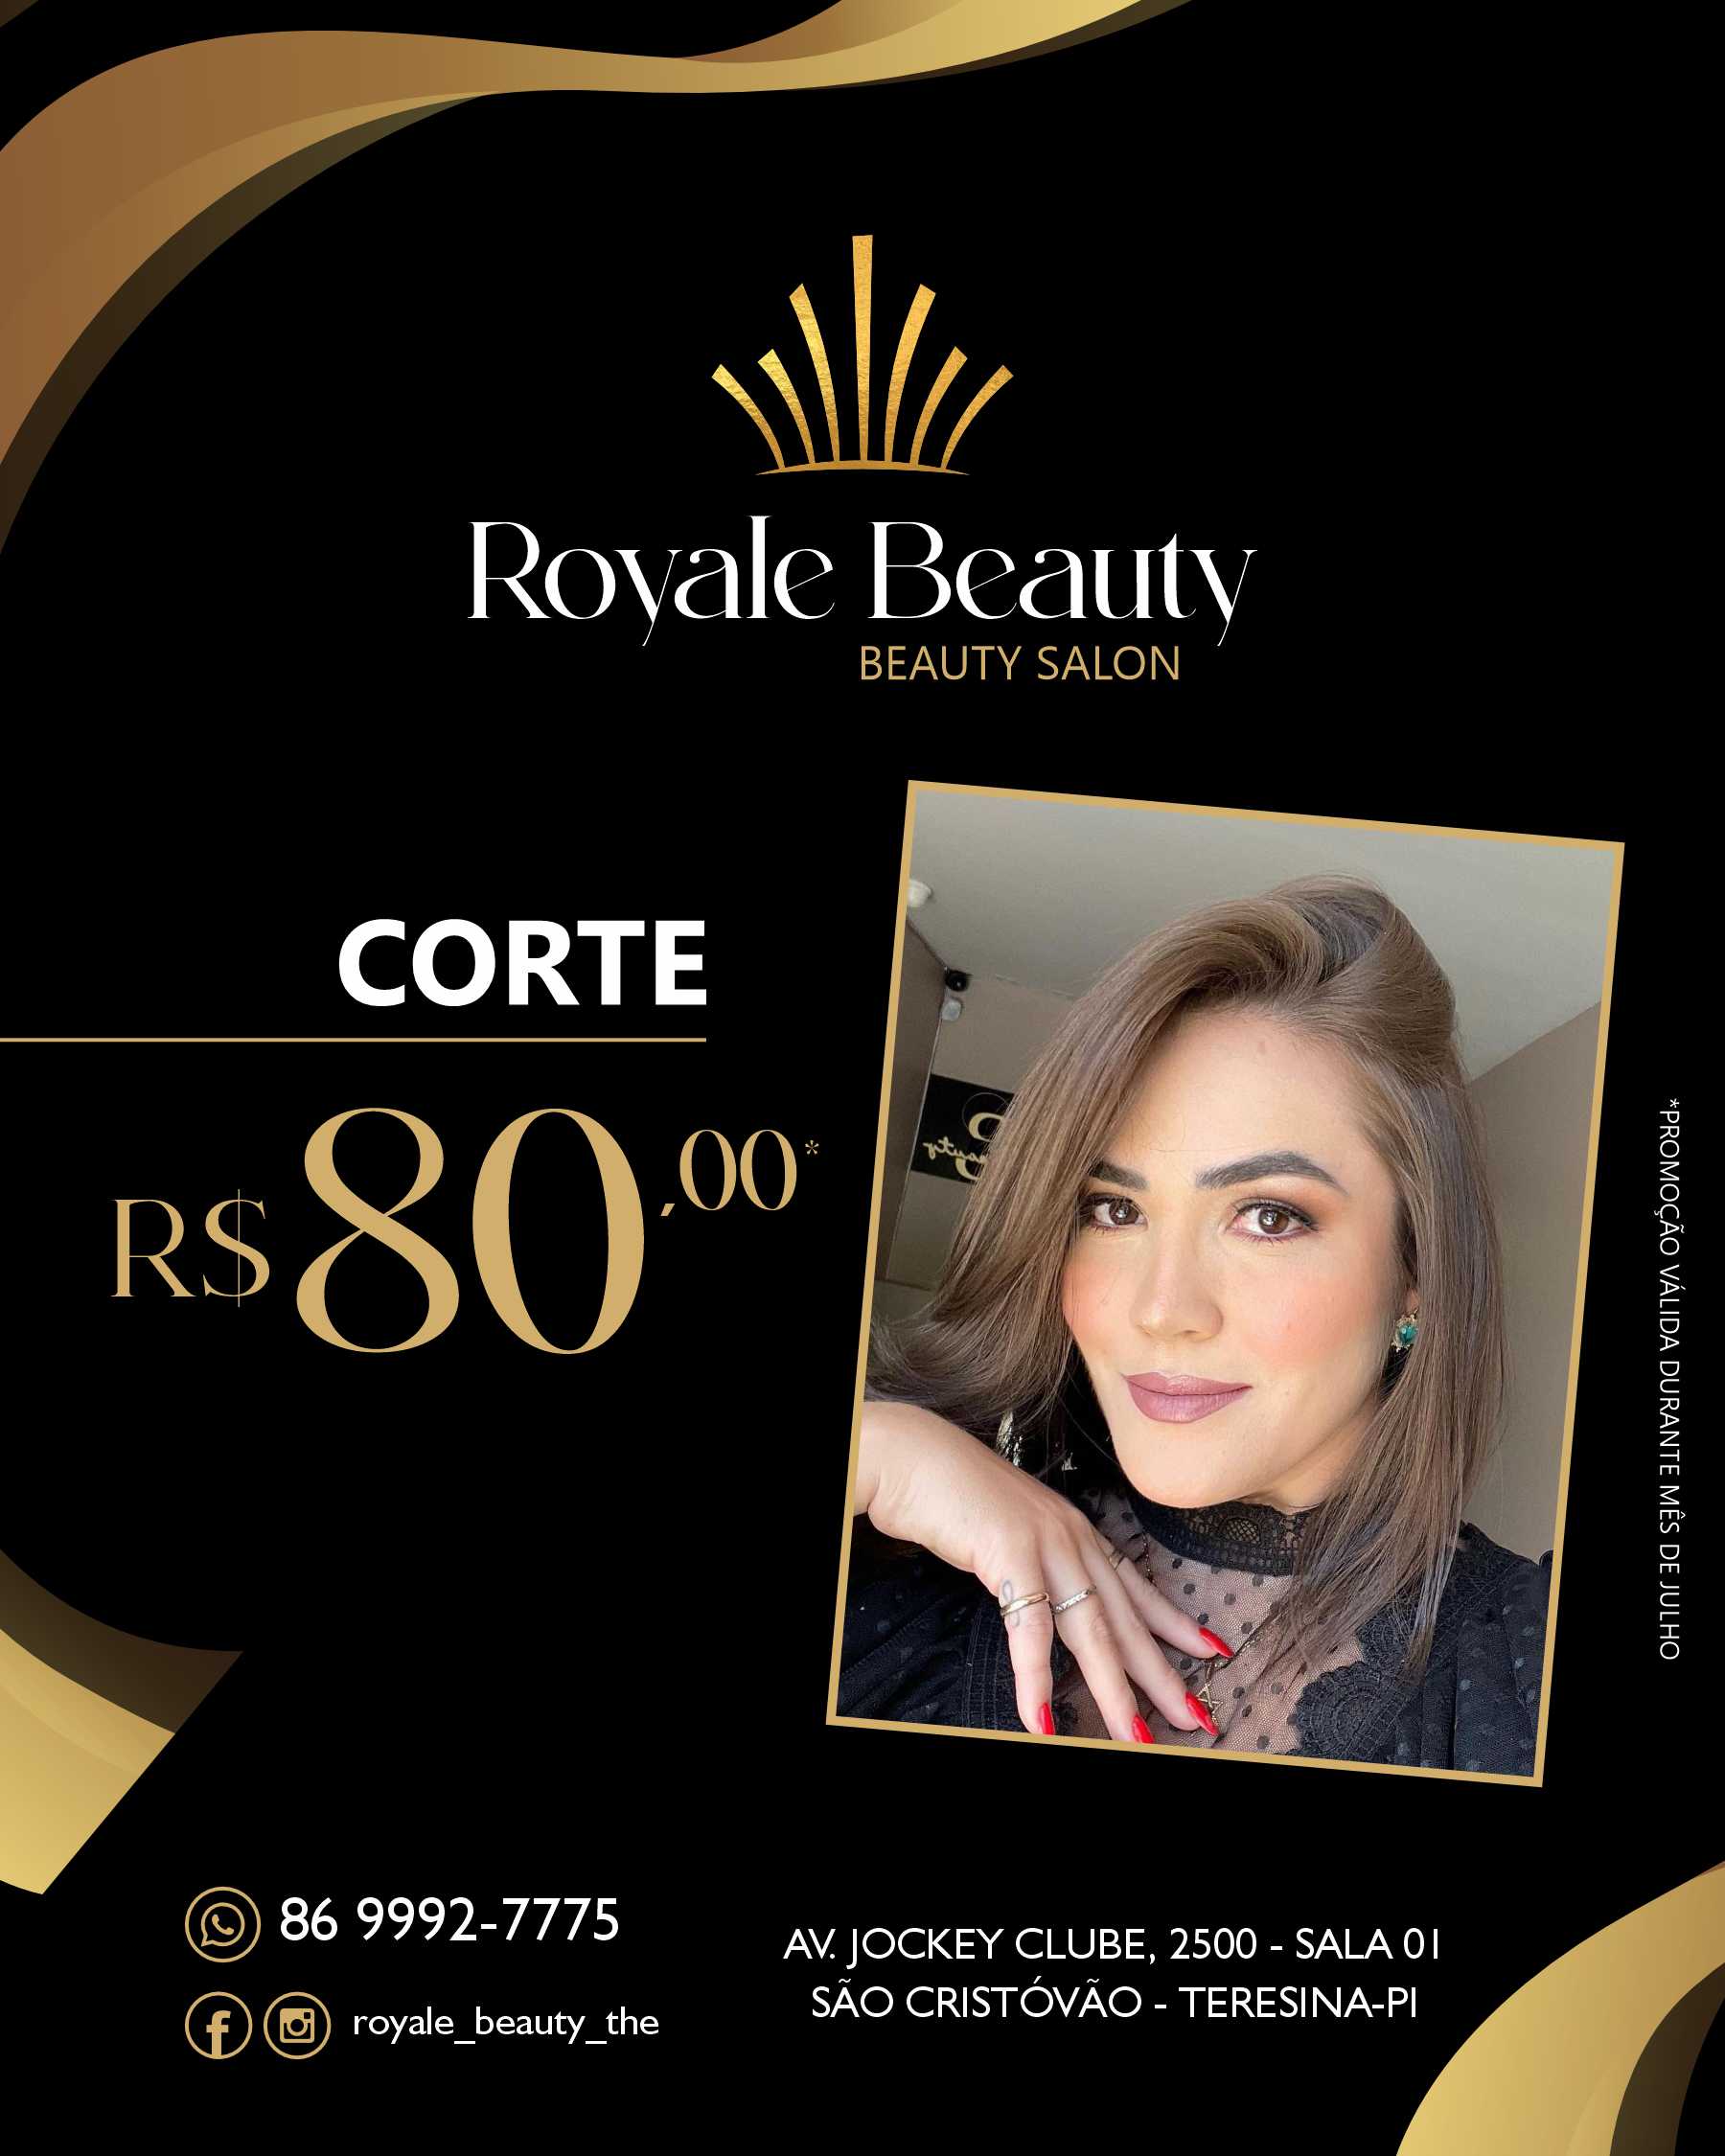 Royale Beauty
BEAUTY SALON
CORTE
R$80,00*
*PROMOÇÃO VÁLIDA DURANTE MÊS DE JULHO
86 9992-7775
royale_beauty_the
AV. JOCKEY CLUBE, 2500 - SALA 01
SÃO CRISTÓVÃO - TERESINA-PI